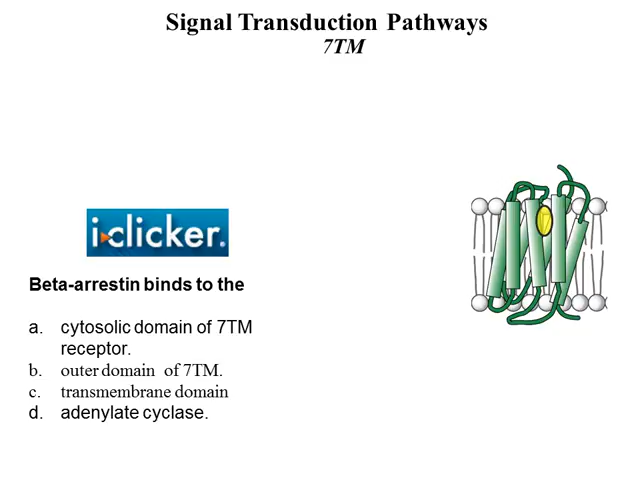 Signal Transduction Pathways
7TM
i>clicker.
Beta-arrestin binds to the
a. cytosolic domain of 7TM
receptor.
b. outer domain of 7TM.
c. transmembrane domain
d. adenylate cyclase.